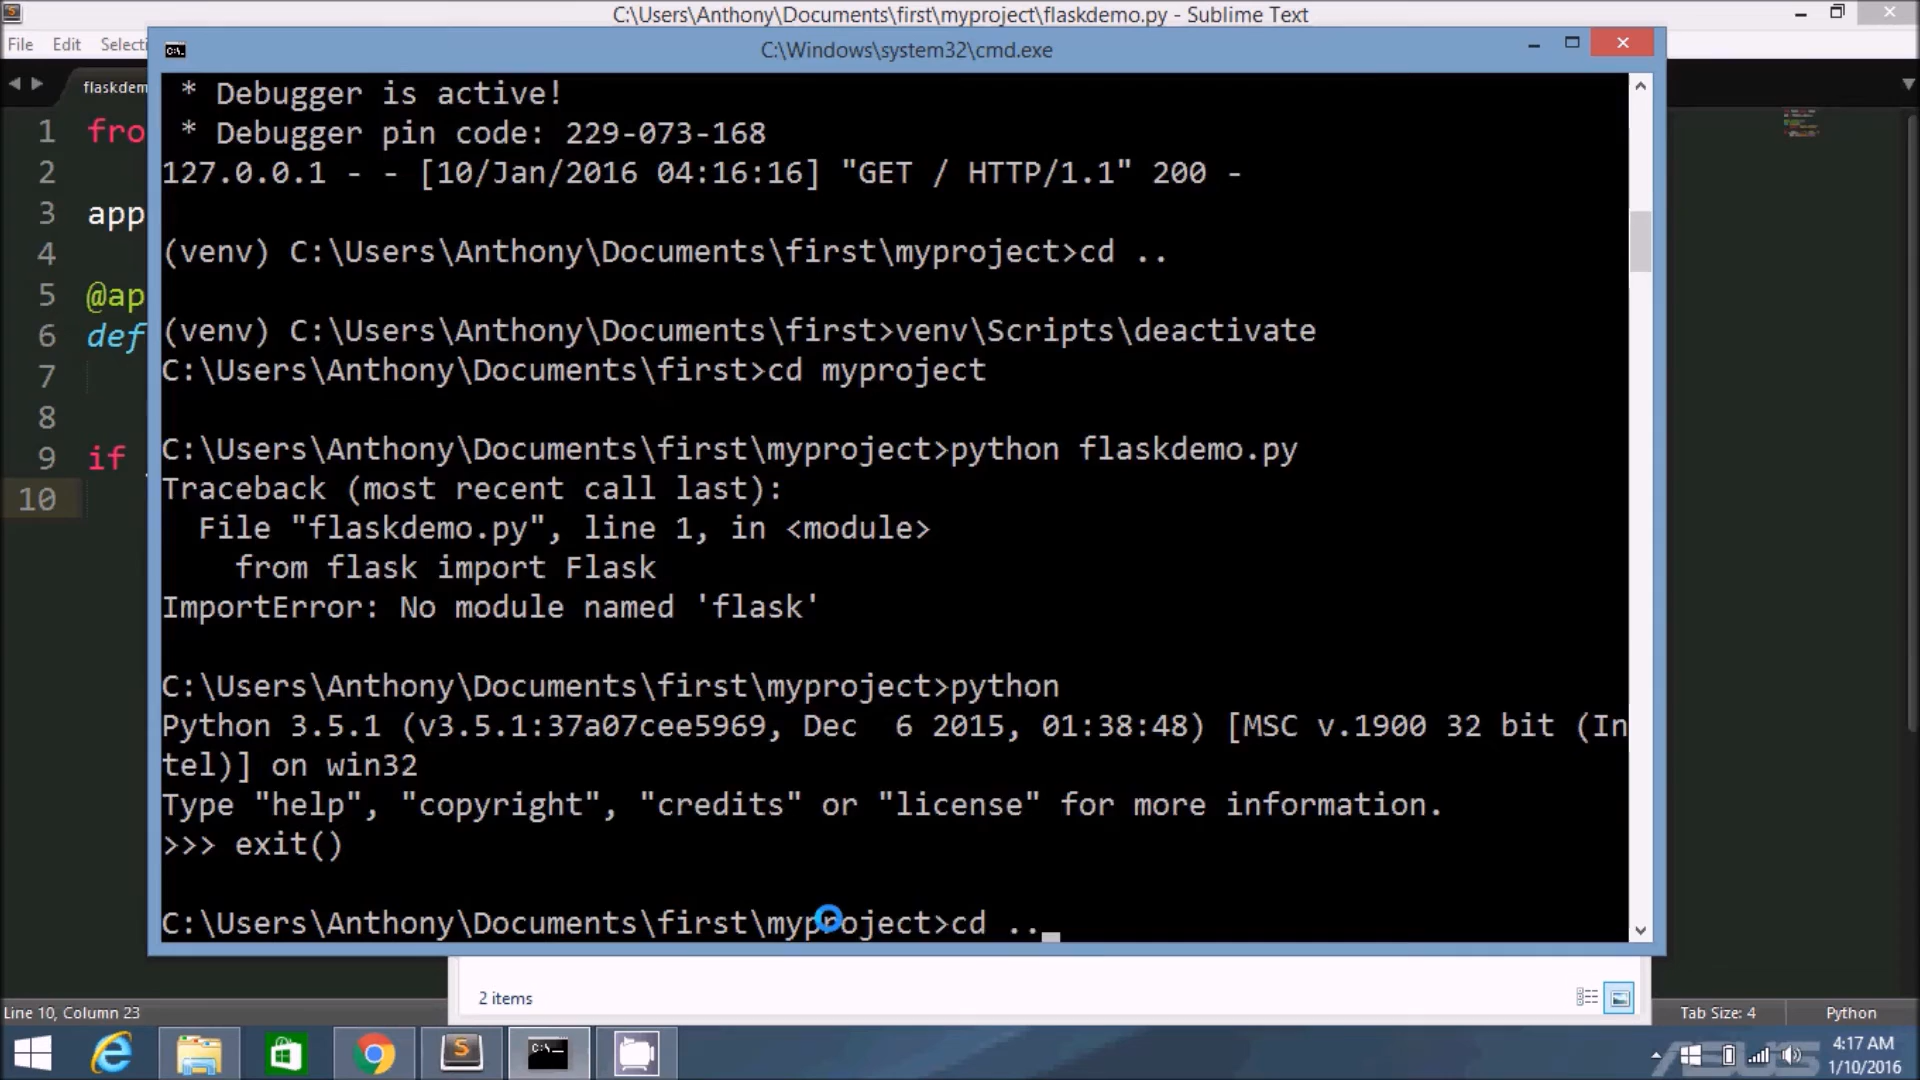 C:\Users\Anthony\Documents\first\myproject\flaskdemo.py - Sublime Text
File Edit Selecti
C:\Windows\system32\cmd.exe
flaskdem
1 fro
2
3 app
4
5 @ap
6 def
7
8
9 if
10
* Debugger is active!
* Debugger pin code: 229-073-168
127.0.0.1 - - [10/Jan/2016 04:16:16] "GET / HTTP/1.1" 200 -
(venv) C:\Users\Anthony\Documents\first\myproject>cd ..
(venv) C:\Users\Anthony\Documents\first>venv\Scripts\deactivate
C:\Users\Anthony\Documents\first>cd myproject
C:\Users\Anthony\Documents\first\myproject>python flaskdemo.py
Traceback (most recent call last):
File "flaskdemo.py", line 1, in <module>
from flask import Flask
ImportError: No module named 'flask'
C:\Users\Anthony\Documents\first\myproject>python
Python 3.5.1 (v3.5.1:37a07cee5969, Dec  6 2015, 01:38:48) [MSC v.1900 32 bit (In
tel)] on win32
Type "help", "copyright", "credits" or "license" for more information.
>>> exit()
C:\Users\Anthony\Documents\first\myproject>cd ..
2 items
Line 10, Column 23
Tab Size: 4 Python
ASUS
4:17 AM
1/10/2016